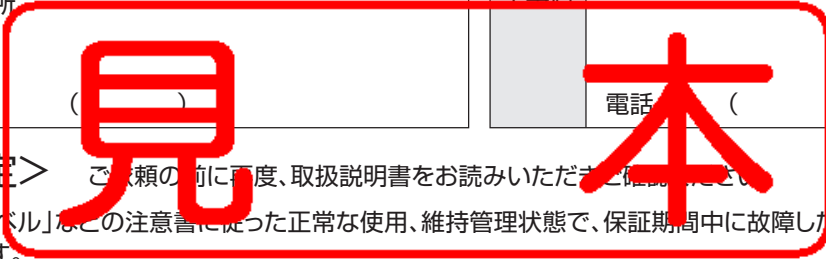 所
見本
(　　　)
電話　　(
定＞　ご依頼の前に再度、取扱説明書をお読みいただきご確認ください
ベル」などの注意書に従った正常な使用、維持管理状態で、保証期間中に故障した
す。